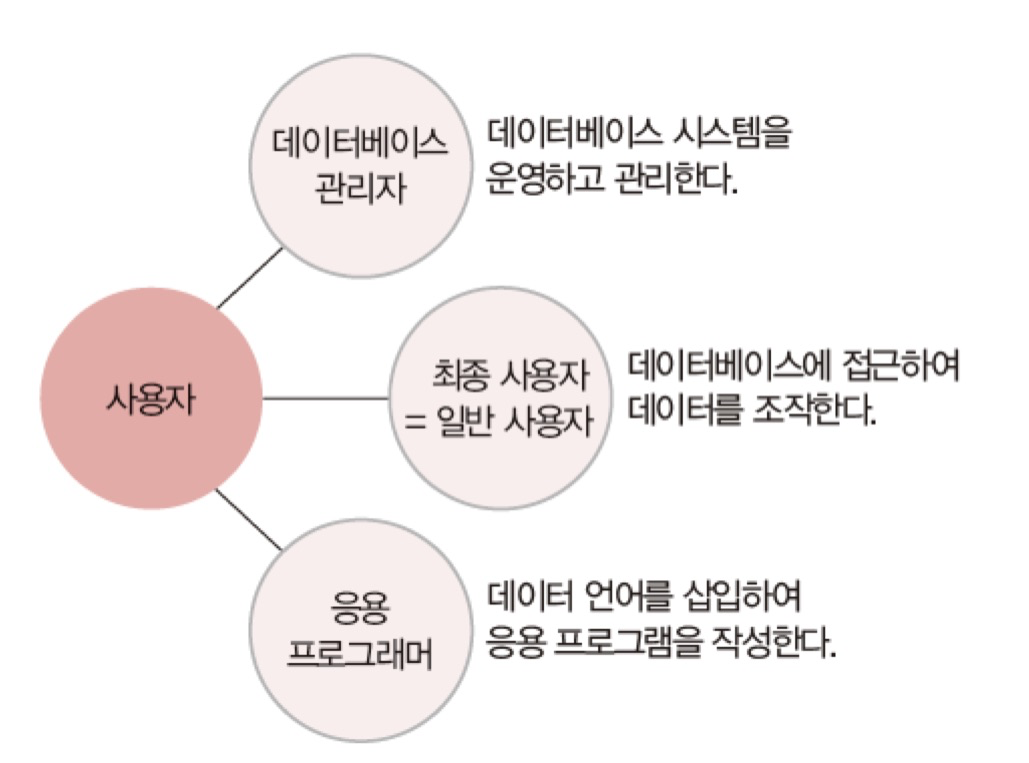 데이터베이스
관리자
데이터베이스 시스템을
운영하고 관리한다.
사용자
최종 사용자
= 일반 사용자
데이터베이스에 접근하여
데이터를 조작한다.
응용
프로그래머
데이터 언어를 삽입하여
응용 프로그램을 작성한다.